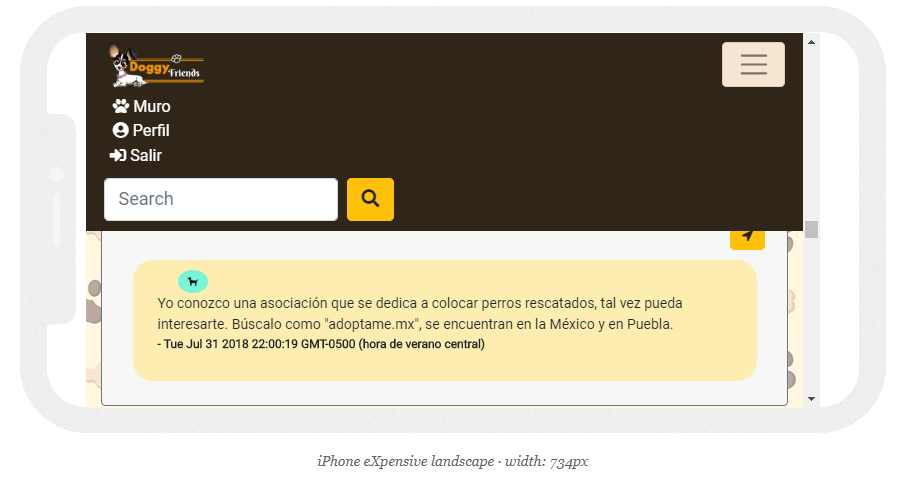 Doggy Friends
Muro
Perfil
Salir
Search
Yo conozco una asociación que se dedica a colocar perros rescatados, tal vez pueda
interesarte. Búscalo como "adoptame.mx", se encuentran en la México y en Puebla.
- Tue Jul 31 2018 22:00:19 GMT-0500 (hora de verano central)
iPhone eXpensive landscape · width: 734px